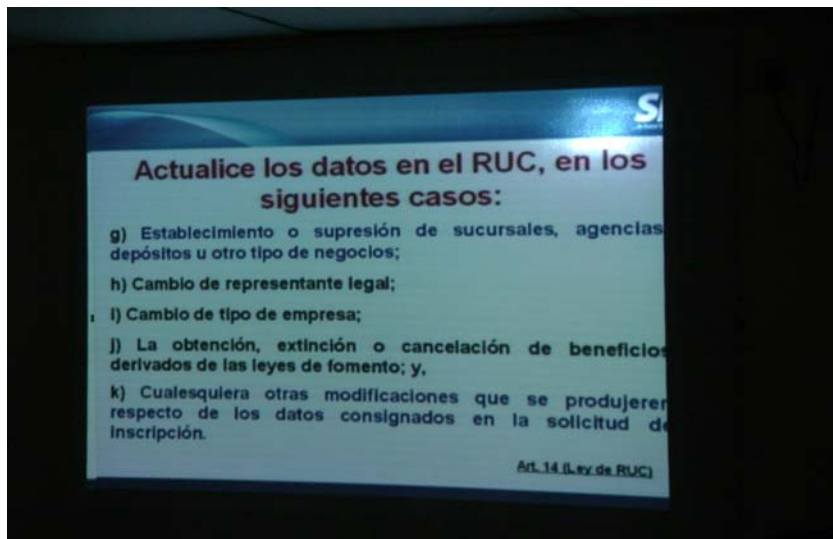 S
Actualice los datos en el RUC, en los
siguientes casos:
g) Establecimiento o supresión de sucursales, agencias
depósitos u otro tipo de negocios;
h) Cambio de representante legal;
i) Cambio de tipo de empresa;
j) La obtención, extinción o cancelación de beneficios
derivados de las leyes de fomento; y,
k) Cualesquiera otras modificaciones que se produjeren
respecto de los datos consignados en la solicitud de
inscripción.
Art. 14 (Ley de RUC)